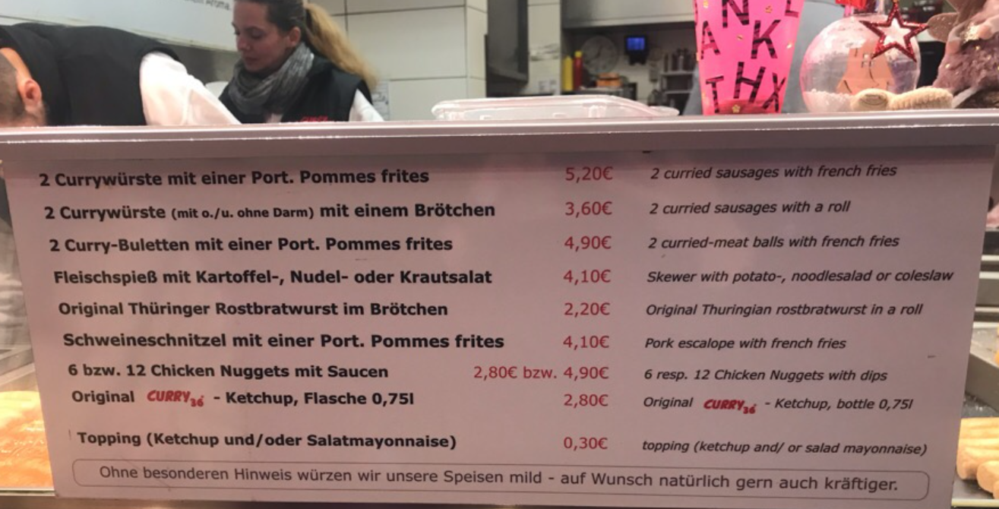 Aroma.
N L
A K
T H X
2 Currywürste mit einer Port. Pommes frites 5,20€ 2 curried sausages with french fries
2 Currywürste (mit o./u. ohne Darm) mit einem Brötchen 3,60€ 2 curried sausages with a roll
2 Curry-Buletten mit einer Port. Pommes frites 4,90€ 2 curried-meat balls with french fries
Fleischspieß mit Kartoffel-, Nudel- oder Krautsalat 4,10€ Skewer with potato-, noodlesalad or coleslaw
Original Thüringer Rostbratwurst im Brötchen 2,20€ Original Thuringian rostbratwurst in a roll
Schweineschnitzel mit einer Port. Pommes frites 4,10€ Pork escalope with french fries
6 bzw. 12 Chicken Nuggets mit Saucen 2,80€ bzw. 4,90€ 6 resp. 12 Chicken Nuggets with dips
Original CURRY36 - Ketchup, Flasche 0,75l 2,80€ Original CURRY36 - Ketchup, bottle 0,75l
Topping (Ketchup und/oder Salatmayonnaise) 0,30€ topping (ketchup and/ or salad mayonnaise)
Ohne besonderen Hinweis würzen wir unsere Speisen mild - auf Wunsch natürlich gern auch kräftiger.